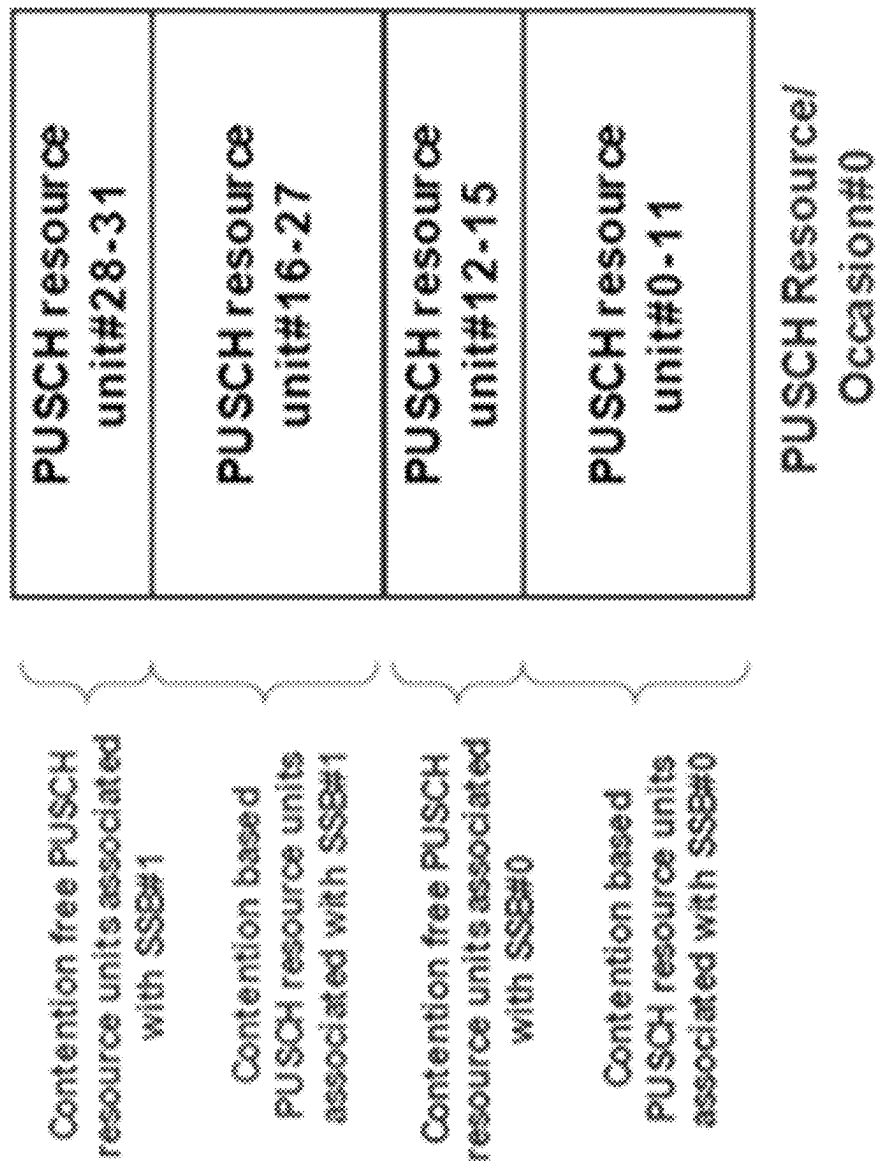 Contention free PUSCH
resource units associated
with SSB#1
Contention based
PUSCH resource units
associated with SSB#1
Contention free PUSCH
resource units associated
with SSB#0
Contention based
PUSCH resource units
associated with SSB#0
PUSCH resource
unit#28-31
PUSCH resource
unit#16-27
PUSCH resource
unit#12-15
PUSCH resource
unit#0-11
PUSCH Resource/
Occasion#0